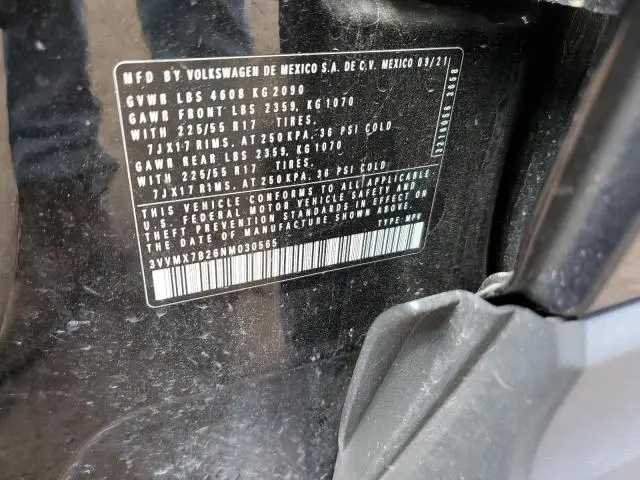 MFD BY VOLKSWAGEN DE MEXICO S.A. DE C.V. MEXICO 09/21
GVWR LBS 4608 KG 2090
GAWR FRONT LBS 2359, KG 1070
WITH 225/55 R17 TIRES,
7JX17 RIMS, AT 250 KPA, 36 PSI COLD
GAWR REAR LBS 2359, KG 1070
WITH 225/55 R17 TIRES,
7JX17 RIMS, AT 250 KPA, 36 PSI COLD
THIS VEHICLE CONFORMS TO ALL APPLICABLE
U.S. FEDERAL MOTOR VEHICLE SAFETY AND
THEFT PREVENTION STANDARDS IN EFFECT ON
THE DATE OF MANUFACTURE SHOWN ABOVE.
3VVMX7B26NM030565 TYPE: MPV
3218056 3658